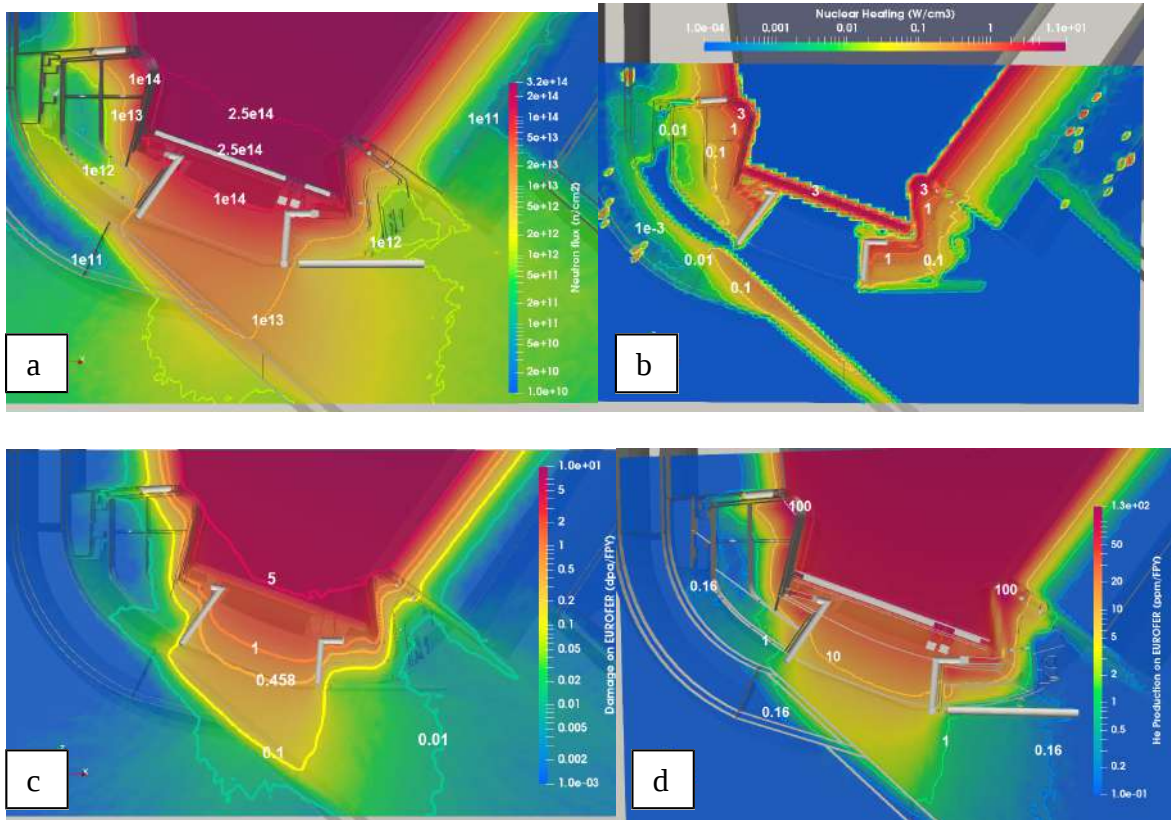 1e14
1e13
1e12
1e11
2.5e14
2.5e14
1e14
1e13
1e12
1e11
3.2e+14
2e+14
1e+14
5e+13
2e+13
1e+13
5e+12
2e+12
1e+12
5e+11
2e+11
1e+11
5e+10
2e+10
1.0e+10
Neutron flux (n/cm2)
a
Nuclear Heating (W/cm3)
1.0e-04 0.001 0.01 0.1 1 1.1e+01
0.01
3
1
0.1
3
3
1
1
0.1
1e-3
0.01
0.1
b
5
1
0.458
0.1
0.01
1.0e+01
5
2
1
0.5
0.2
0.1
0.05
0.02
0.01
0.005
0.002
1.0e-03
Damage on EUROFER (dpa/FPY)
c
100
100
0.16
1
10
0.16
1
0.16
1.3e+02
50
20
10
5
2
1
0.5
0.2
1.0e-01
He Production on EUROFER (ppm/FPY)
d